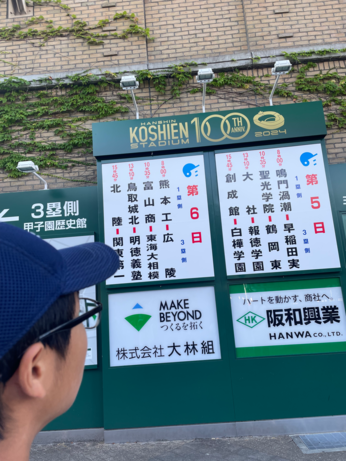 HANSHIN
KOSHIEN
STADIUM
100TH
ANNIV.
2024
3塁側
甲子園歴史館
第6日
1塁側
3塁側
熊本工―広陵
富山商―東海大相模
鳥取城北―明徳義塾
北陸―関東第一
第5日
1塁側
3塁側
鳴門渦潮―早稲田実
聖光学院―鶴岡東
大社―報徳学園
創成館―白樺学園
MAKE
BEYOND
つくるを拓く
株式会社 大林組
ハートを動かす、商社へ。
HK
阪和興業
HANWA CO., LTD.